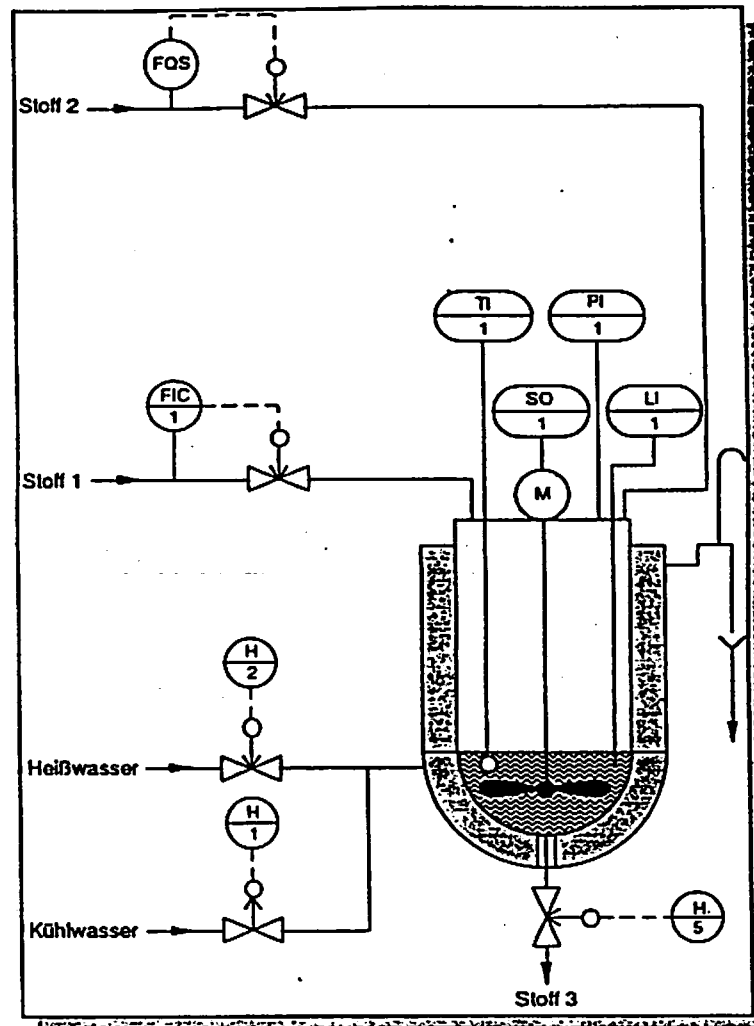 FQS
Stoff 2
TI
1
PI
1
FIC
1
SO
1
LI
1
Stoff 1
M
H
2
Heißwasser
H
1
Kühlwasser
H.
5
Stoff 3